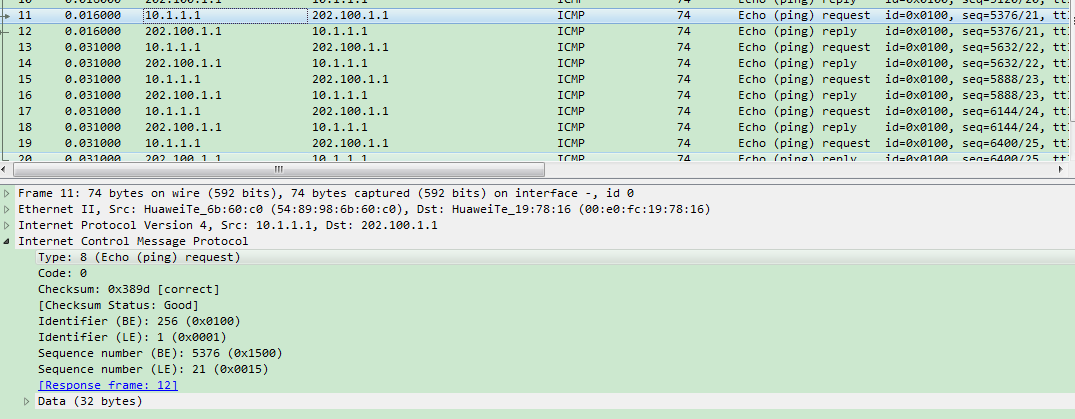 11 0.016000 10.1.1.1 202.100.1.1 ICMP 74 Echo (ping) request id=0x0100, seq=5376/21, ttl
12 0.016000 202.100.1.1 10.1.1.1 ICMP 74 Echo (ping) reply id=0x0100, seq=5376/21, ttl
13 0.031000 10.1.1.1 202.100.1.1 ICMP 74 Echo (ping) request id=0x0100, seq=5632/22, ttl
14 0.031000 202.100.1.1 10.1.1.1 ICMP 74 Echo (ping) reply id=0x0100, seq=5632/22, ttl
15 0.031000 10.1.1.1 202.100.1.1 ICMP 74 Echo (ping) request id=0x0100, seq=5888/23, ttl
16 0.031000 202.100.1.1 10.1.1.1 ICMP 74 Echo (ping) reply id=0x0100, seq=5888/23, ttl
17 0.031000 10.1.1.1 202.100.1.1 ICMP 74 Echo (ping) request id=0x0100, seq=6144/24, ttl
18 0.031000 202.100.1.1 10.1.1.1 ICMP 74 Echo (ping) reply id=0x0100, seq=6144/24, ttl
19 0.031000 10.1.1.1 202.100.1.1 ICMP 74 Echo (ping) request id=0x0100, seq=6400/25, ttl
20 0.031000 202.100.1.1 10.1.1.1 ICMP 74 Echo (ping) reply id=0x0100, seq=6400/25, ttl
Frame 11: 74 bytes on wire (592 bits), 74 bytes captured (592 bits) on interface -, id 0
Ethernet II, Src: HuaweiTe_6b:60:c0 (54:89:98:6b:60:c0), Dst: HuaweiTe_19:78:16 (00:e0:fc:19:78:16)
Internet Protocol Version 4, Src: 10.1.1.1, Dst: 202.100.1.1
Internet Control Message Protocol
Type: 8 (Echo (ping) request)
Code: 0
Checksum: 0x389d [correct]
[Checksum Status: Good]
Identifier (BE): 256 (0x0100)
Identifier (LE): 1 (0x0001)
Sequence number (BE): 5376 (0x1500)
Sequence number (LE): 21 (0x0015)
[Response frame: 12]
Data (32 bytes)